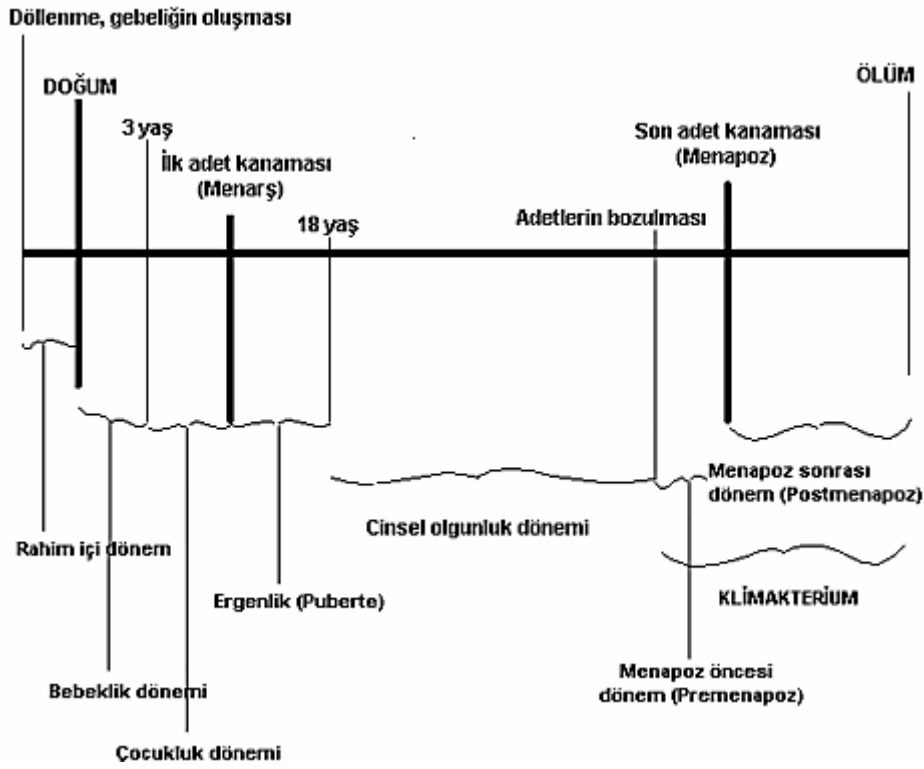 Döllenme, gebeliğin oluşması
DOĞUM
ÖLÜM
3 yaş
Son adet kanaması
(Menapoz)
İlk adet kanaması
(Menarş)
18 yaş
Adetlerin bozulması
Menapoz sonrası
dönem (Postmenapoz)
Cinsel olgunluk dönemi
Rahim içi dönem
Ergenlik (Puberte)
KLİMAKTERİUM
Menapoz öncesi
dönem (Premenapoz)
Bebeklik dönemi
Çocukluk dönemi